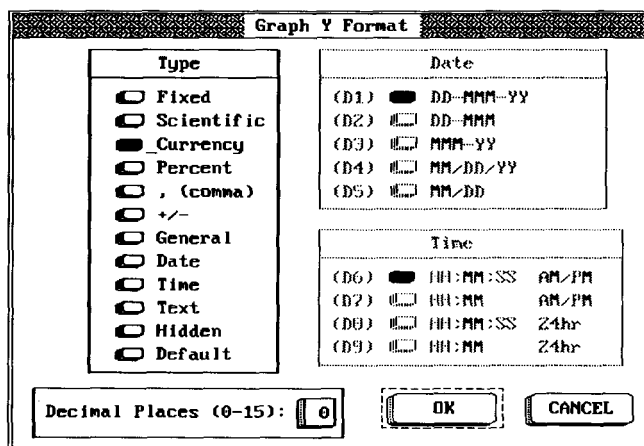 Graph Y Format
Type
Fixed
Scientific
Currency
Percent
, (comma)
+/-
General
Date
Time
Text
Hidden
Default
Date
(D1) DD-MMM-YY
(D2) DD-MMM
(D3) MMM-YY
(D4) MM/DD/YY
(D5) MM/DD
Time
(D6) HH:MM:SS AM/PM
(D7) HH:MM AM/PM
(D8) HH:MM:SS 24hr
(D9) HH:MM 24hr
Decimal Places (0-15): 0
OK
CANCEL